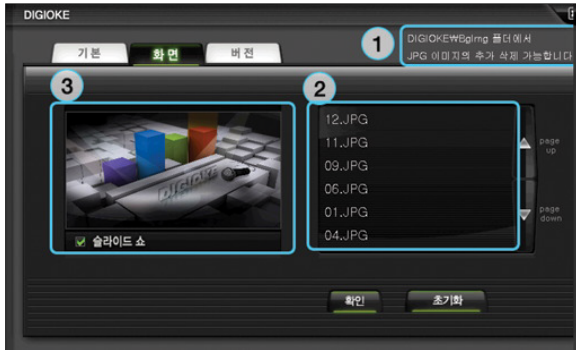 DIGIOKE
DIGIOKE₩BgImg 폴더에서
JPG 이미지의 추가 삭제 가능합니다
1
기본
화면
버전
3
2
12.JPG
11.JPG
09.JPG
06.JPG
01.JPG
04.JPG
page
up
page
down
DIGIOKE
슬라이드 쇼
확인
초기화